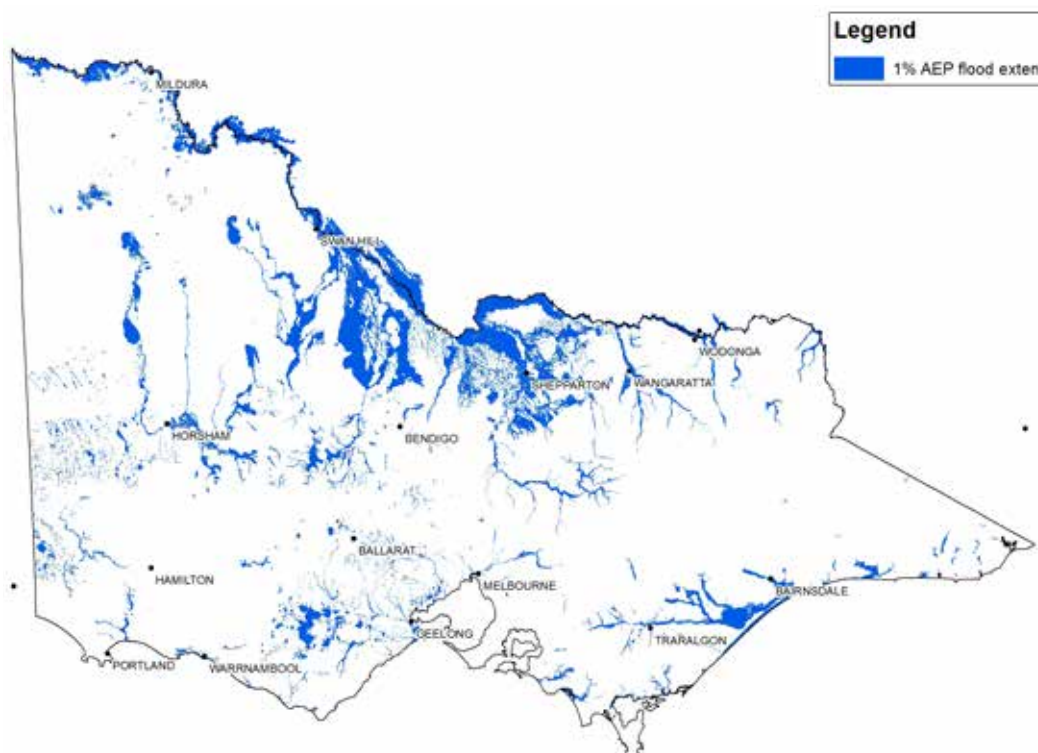 Legend
1% AEP flood exten
MILDURA
SWAN HILL
WODONGA
SHEPPARTON
WANGARATTA
HORSHAM
BENDIGO
BALLARAT
HAMILTON
MELBOURNE
BAIRNSDALE
GEELONG
TRARALGON
PORTLAND
WARRNAMBOOL